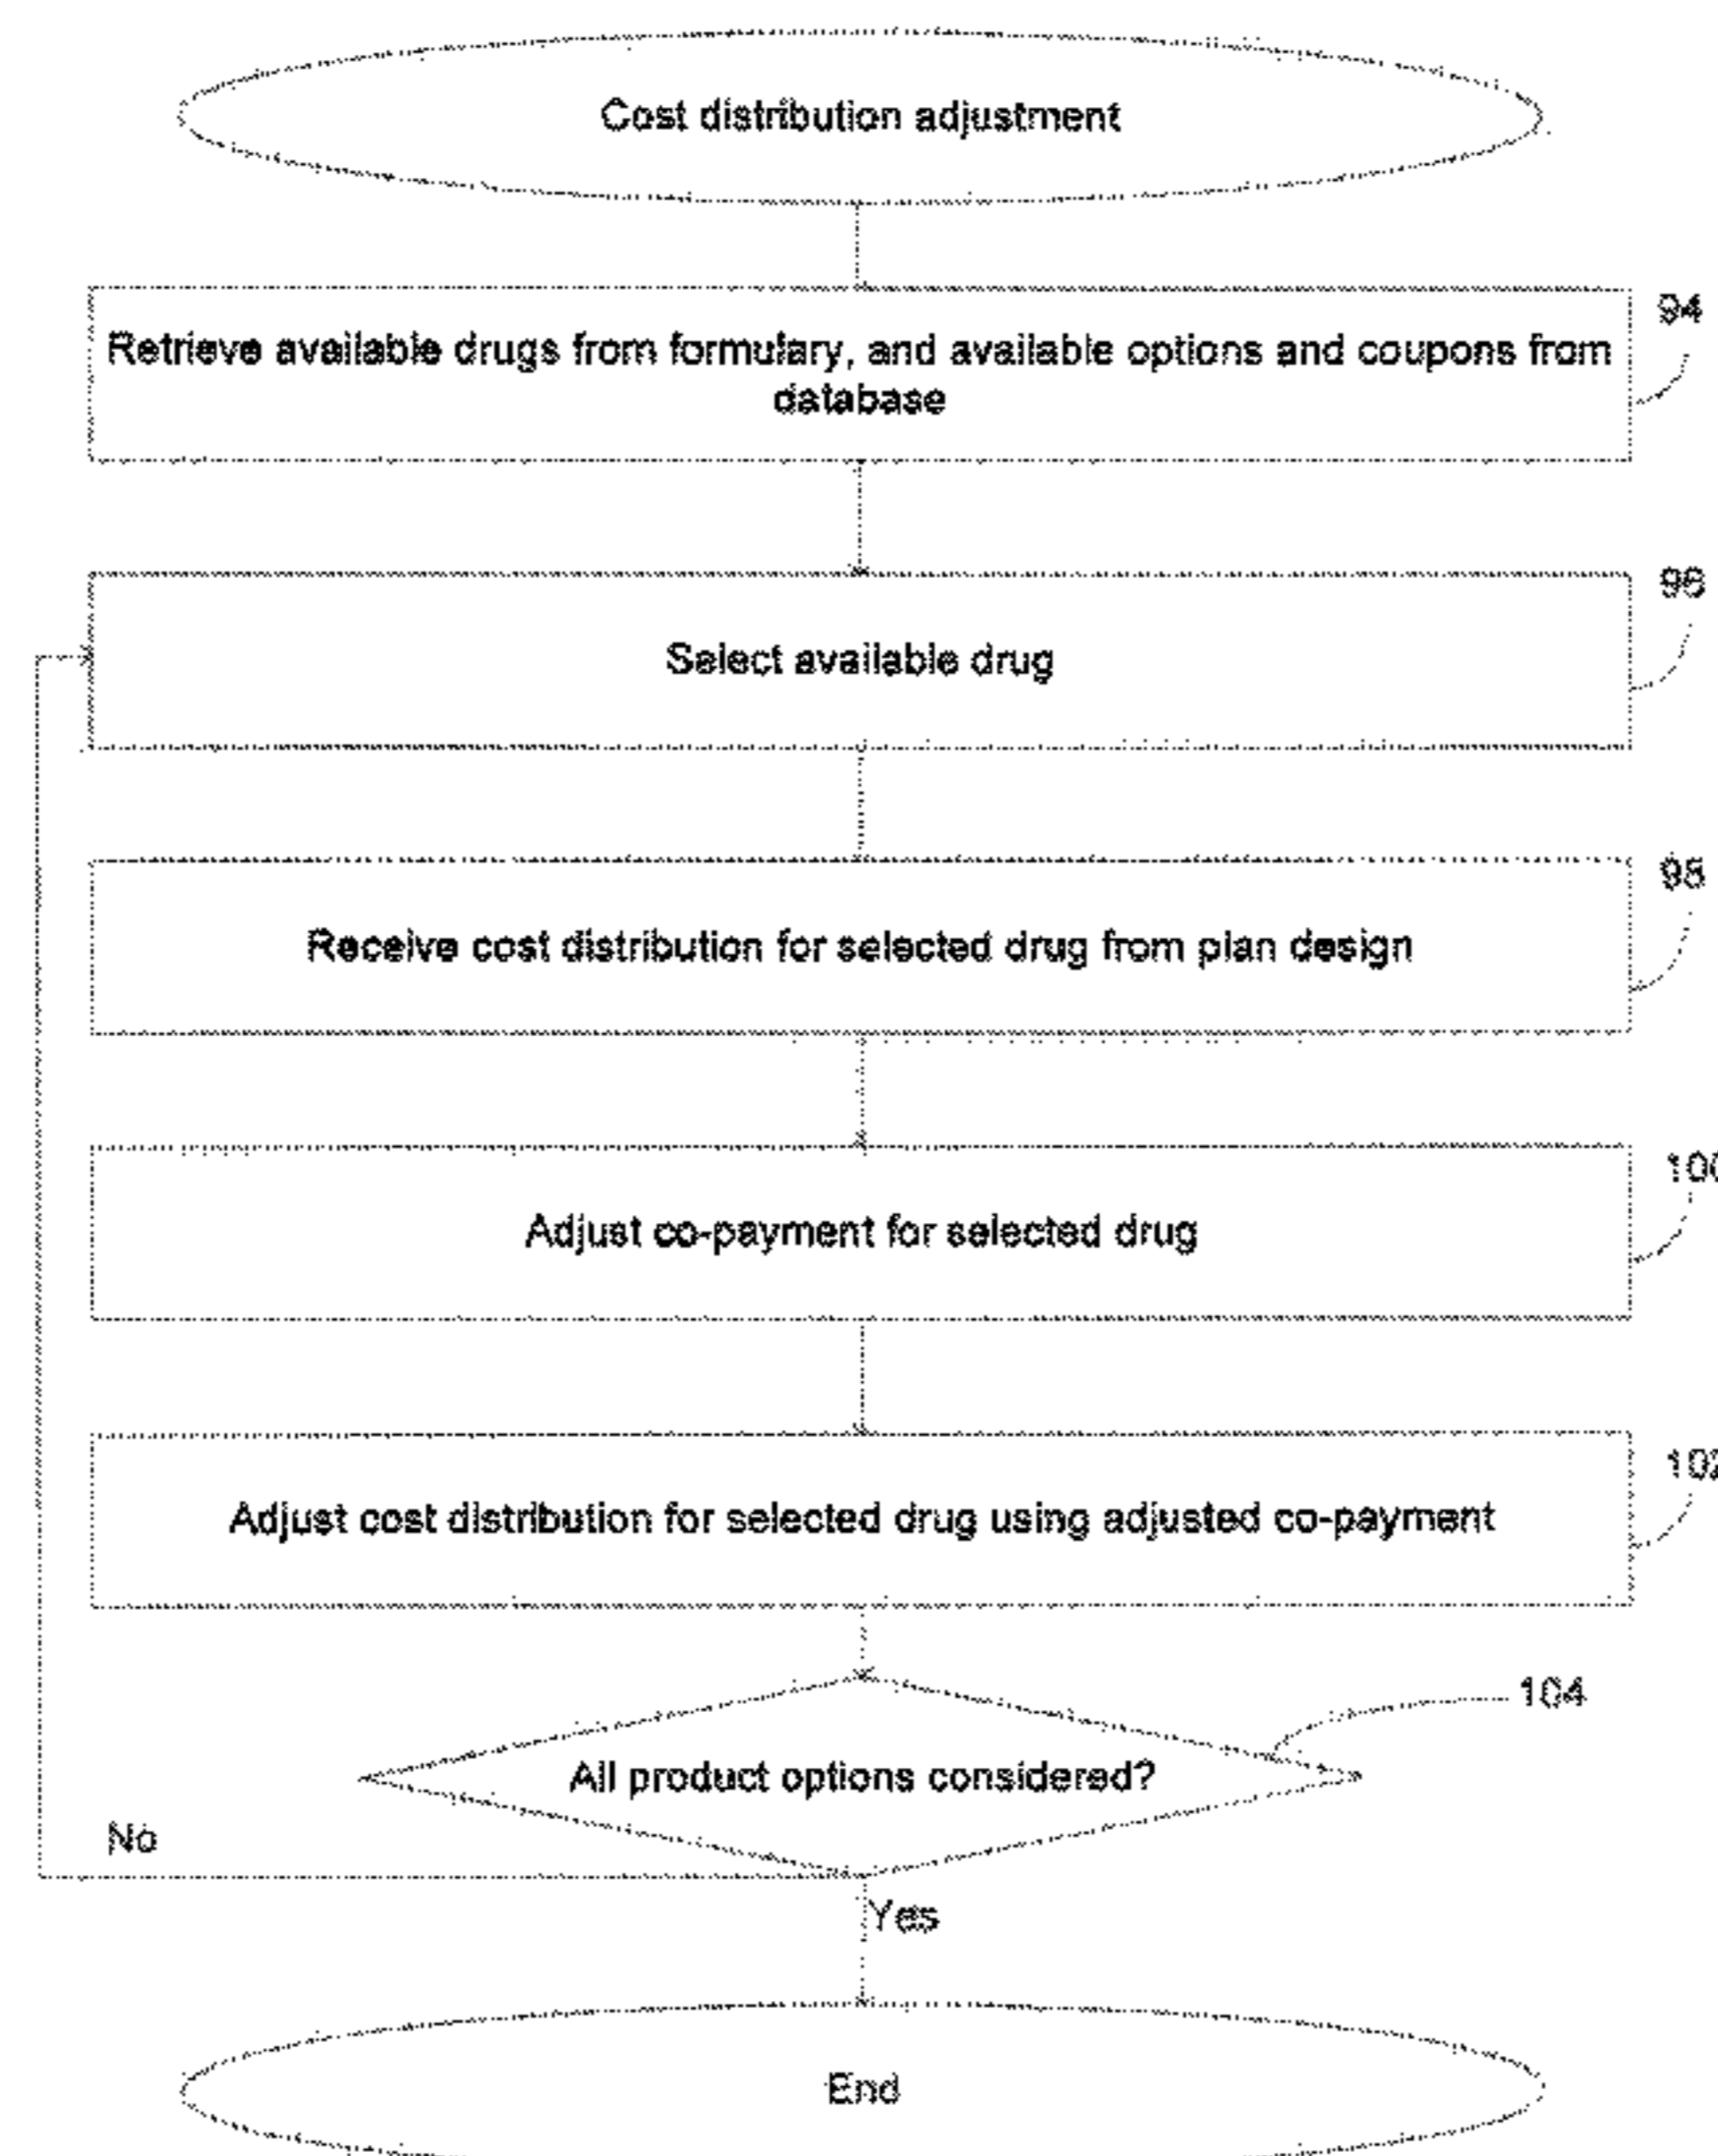 Cost distribution adjustment
94
Retrieve available drugs from formulary, and available options and coupons from
database
96
Select available drug
98
Receive cost distribution for selected drug from plan design
100
Adjust co-payment for selected drug
102
Adjust cost distribution for selected drug using adjusted co-payment
104
All product options considered?
No
Yes
End